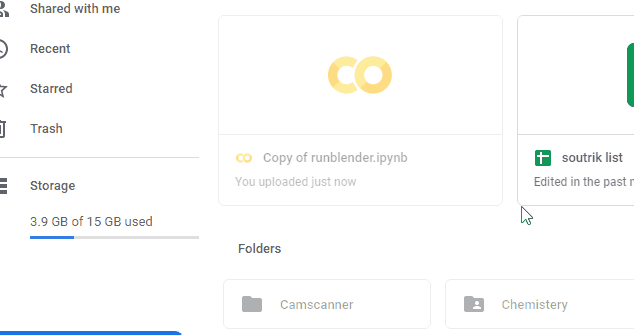 Shared with me
Recent
Starred
Trash
Storage
3.9 GB of 15 GB used
Copy of runblender.ipynb
You uploaded just now
soutrik list
Edited in the past
Folders
Camscanner
Chemistery